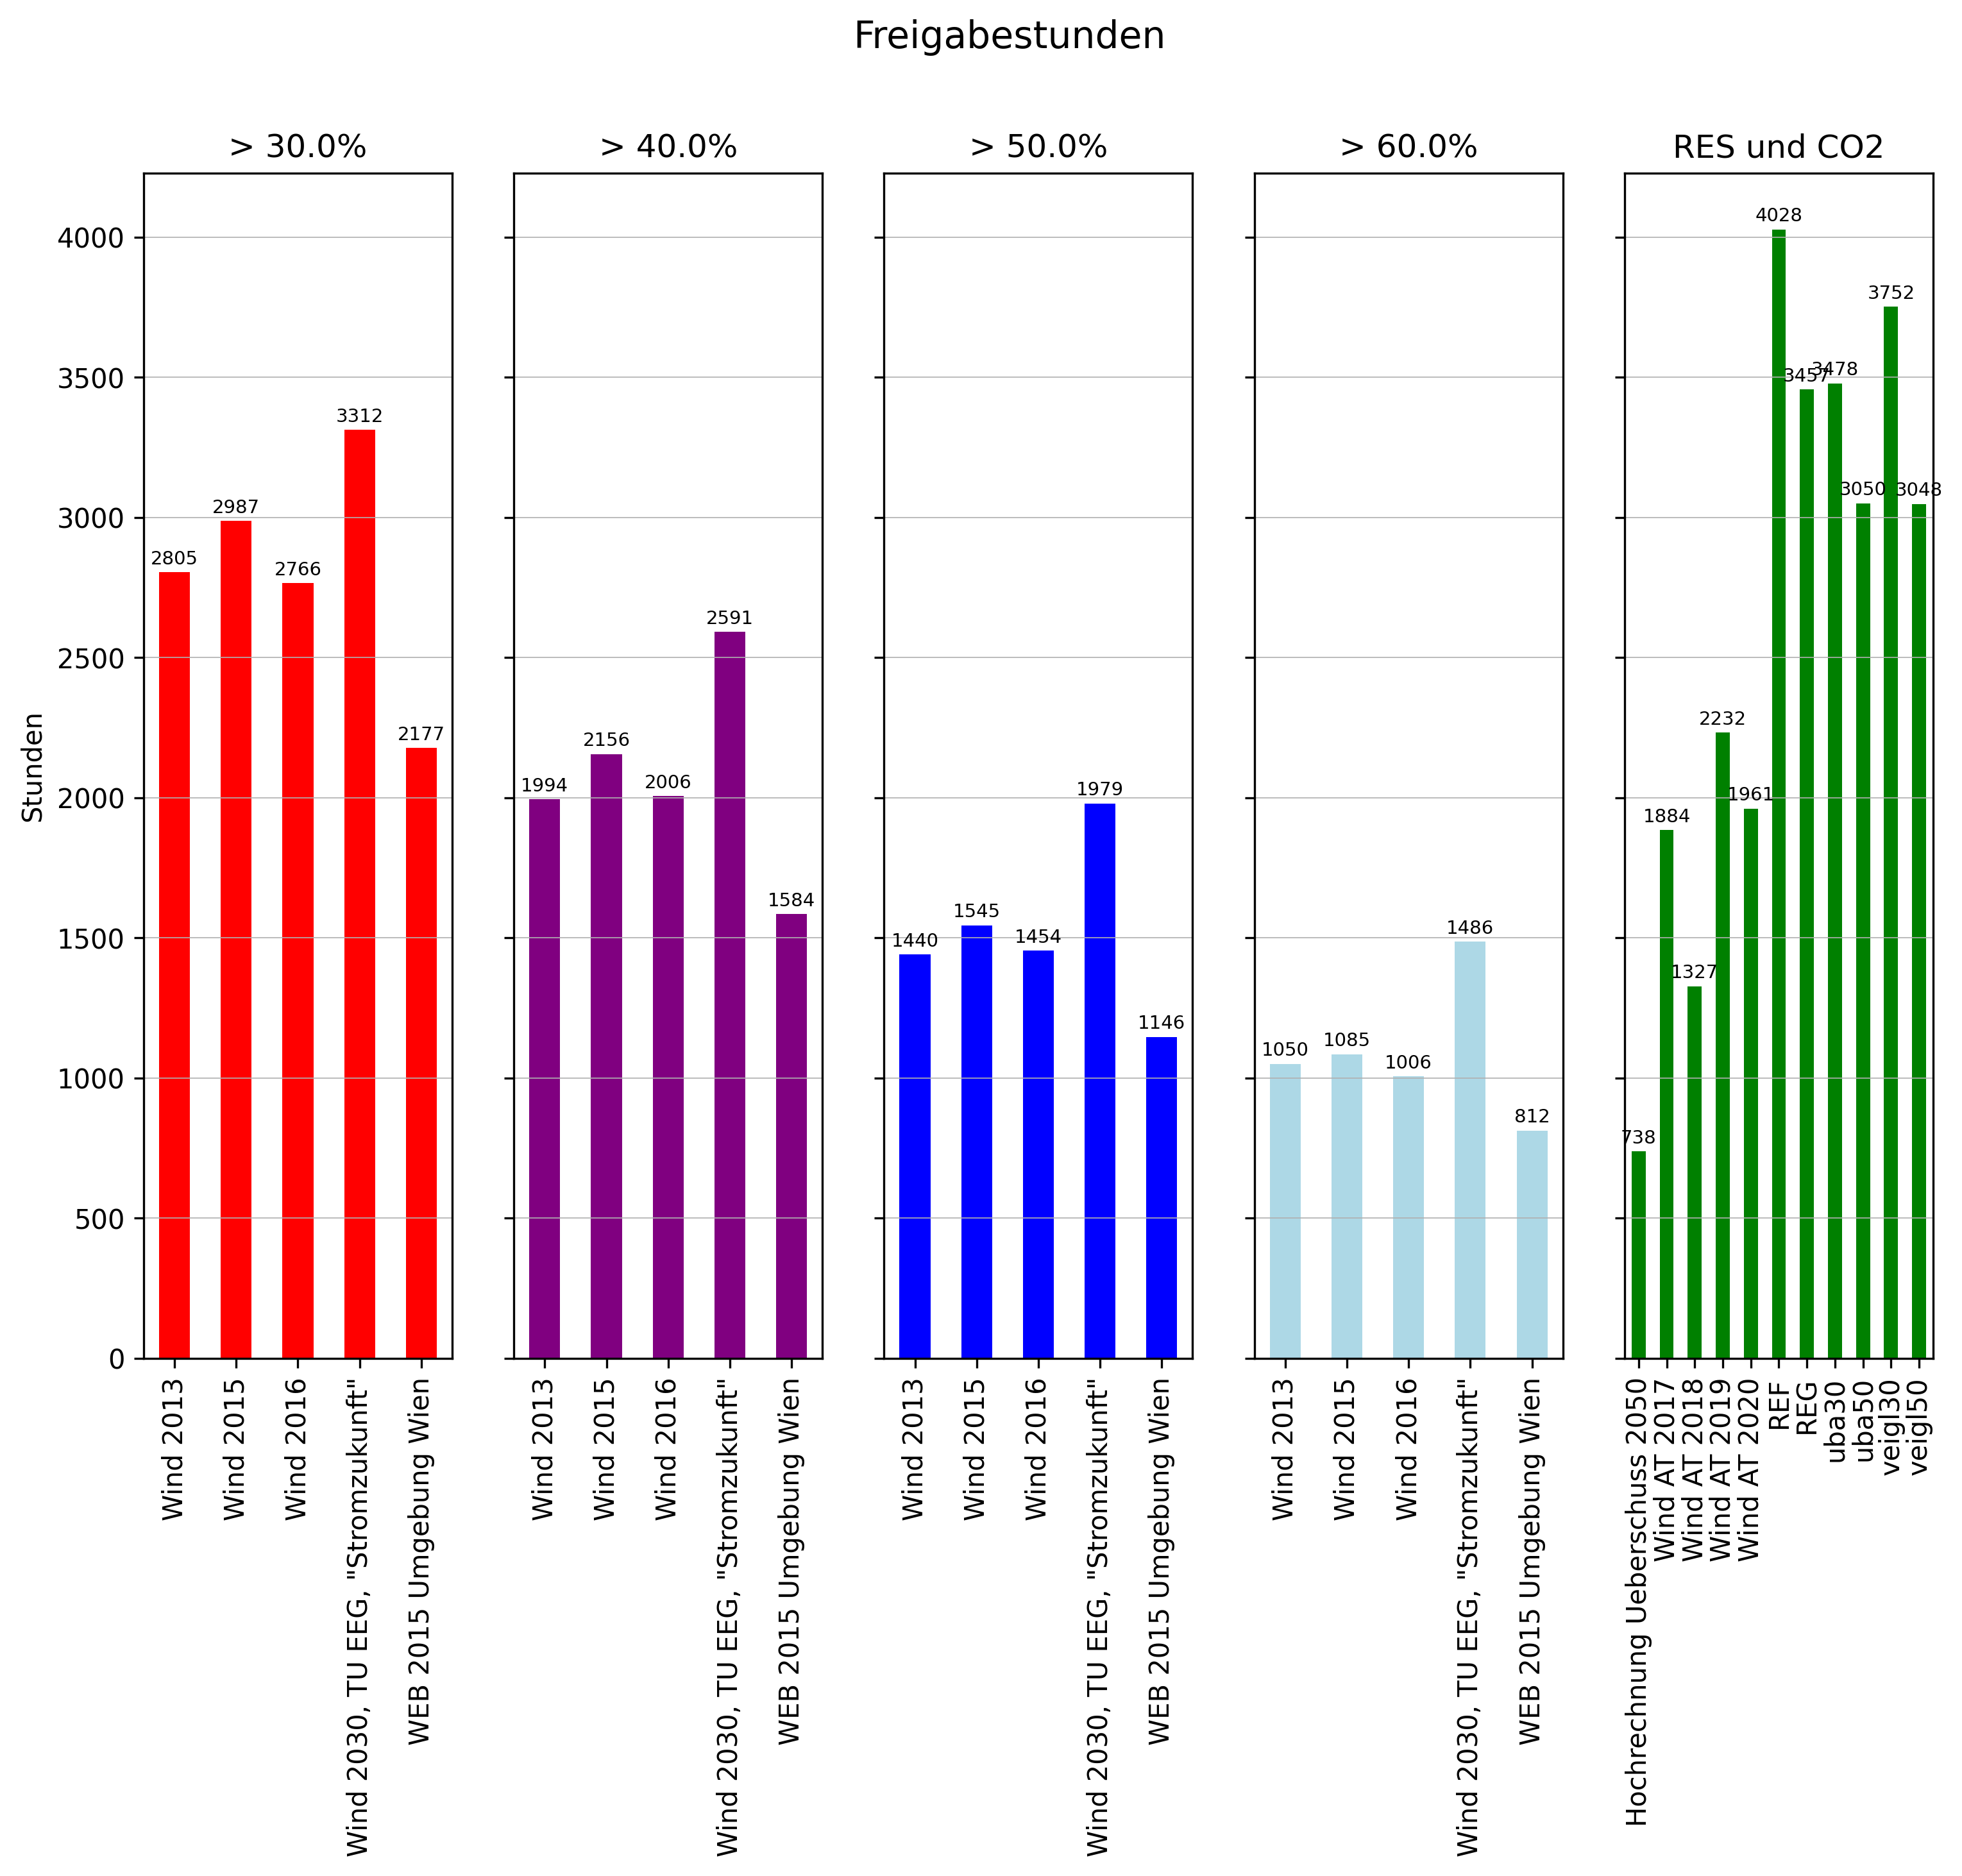 Freigabestunden
> 30.0%
> 40.0%
> 50.0%
> 60.0%
RES und CO2
Stunden
4000
3500
3000
2500
2000
1500
1000
500
0
2805
2987
2766
3312
2177
Wind 2013
Wind 2015
Wind 2016
Wind 2030, TU EEG, "Stromzukunft"
WEB 2015 Umgebung Wien
1994
2156
2006
2591
1584
Wind 2013
Wind 2015
Wind 2016
Wind 2030, TU EEG, "Stromzukunft"
WEB 2015 Umgebung Wien
1440
1545
1454
1979
1146
Wind 2013
Wind 2015
Wind 2016
Wind 2030, TU EEG, "Stromzukunft"
WEB 2015 Umgebung Wien
1050
1085
1006
1486
812
Wind 2013
Wind 2015
Wind 2016
Wind 2030, TU EEG, "Stromzukunft"
WEB 2015 Umgebung Wien
738
1884
1327
2232
1961
4028
3457
3478
3050
3752
3048
Hochrechnung Ueberschuss 2050
Wind AT 2017
Wind AT 2018
Wind AT 2019
Wind AT 2020
REF
REG
uba30
uba50
veigl30
veigl50